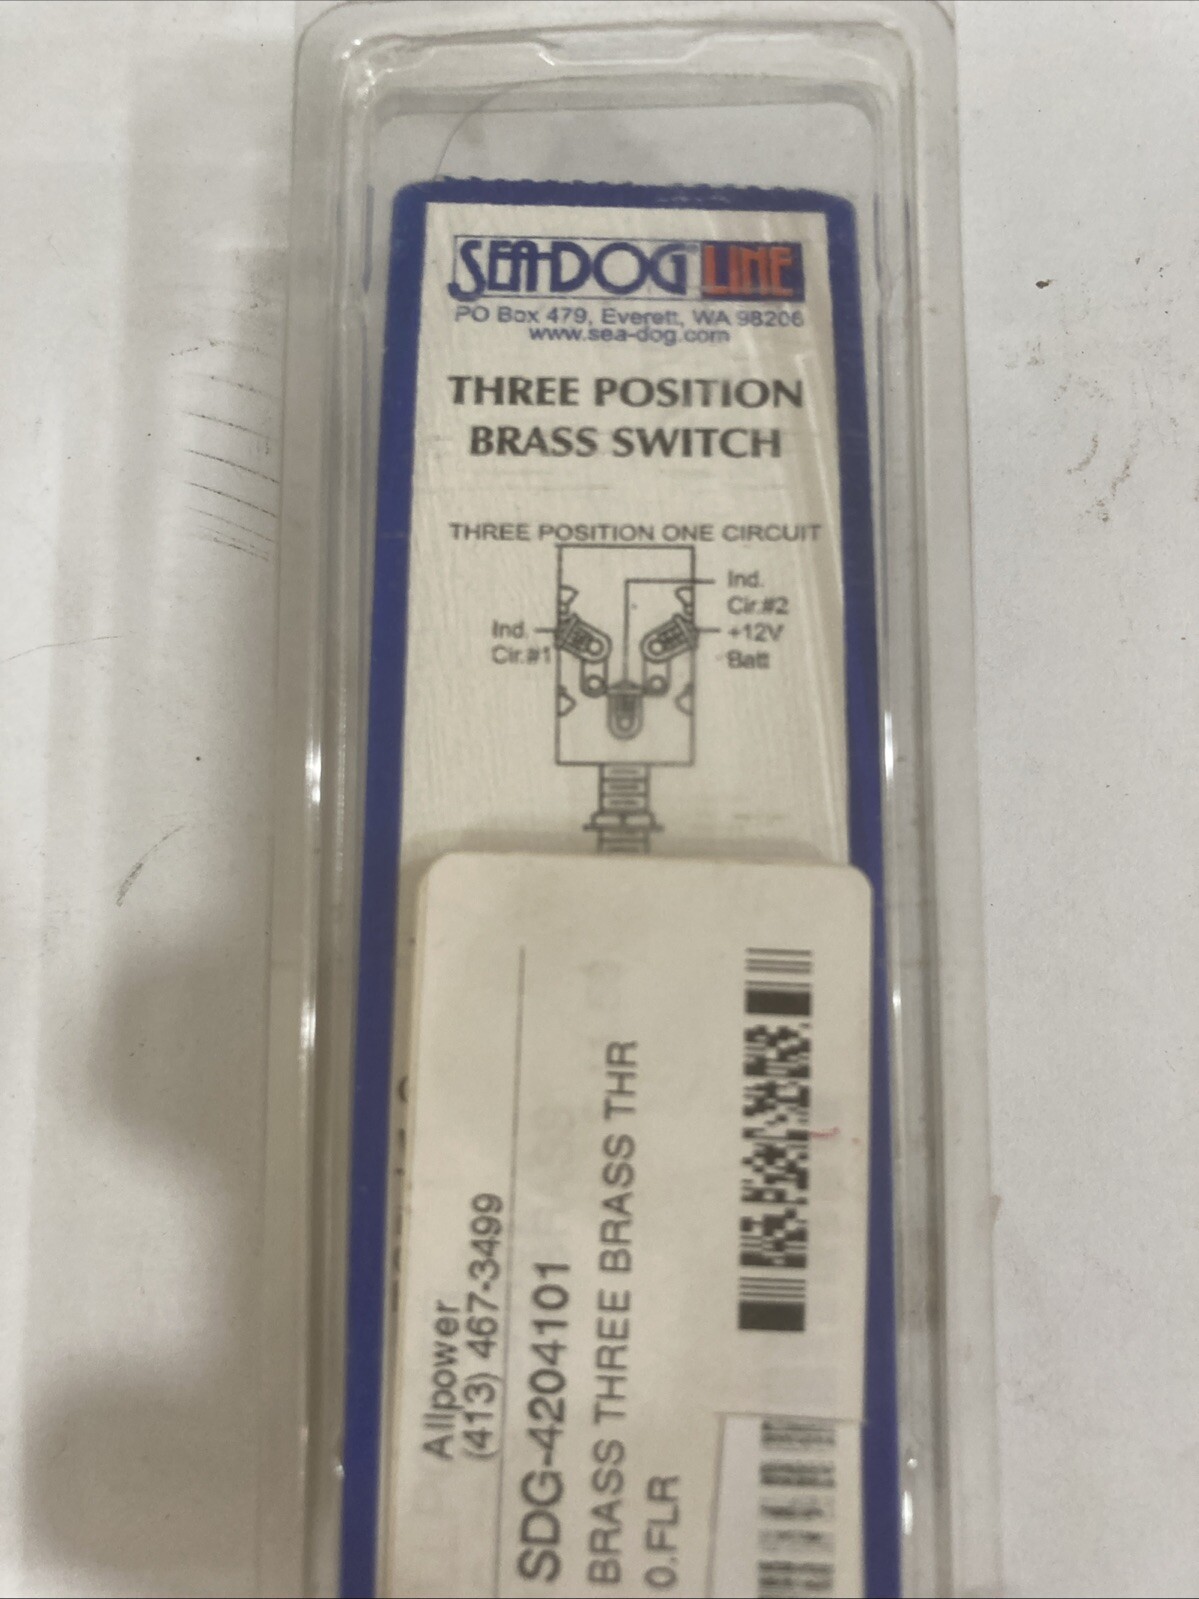 SEA-DOG LINE
PO Box 479, Everett, WA 98206
www.sea-dog.com
THREE POSITION
BRASS SWITCH
THREE POSITION ONE CIRCUIT
Ind.
Cir.#2
Ind.
Cir.#1
+12V
Batt
Allpower
(413) 467-3499
SDG-4204101
BRASS THREE BRASS THR
0.FLR